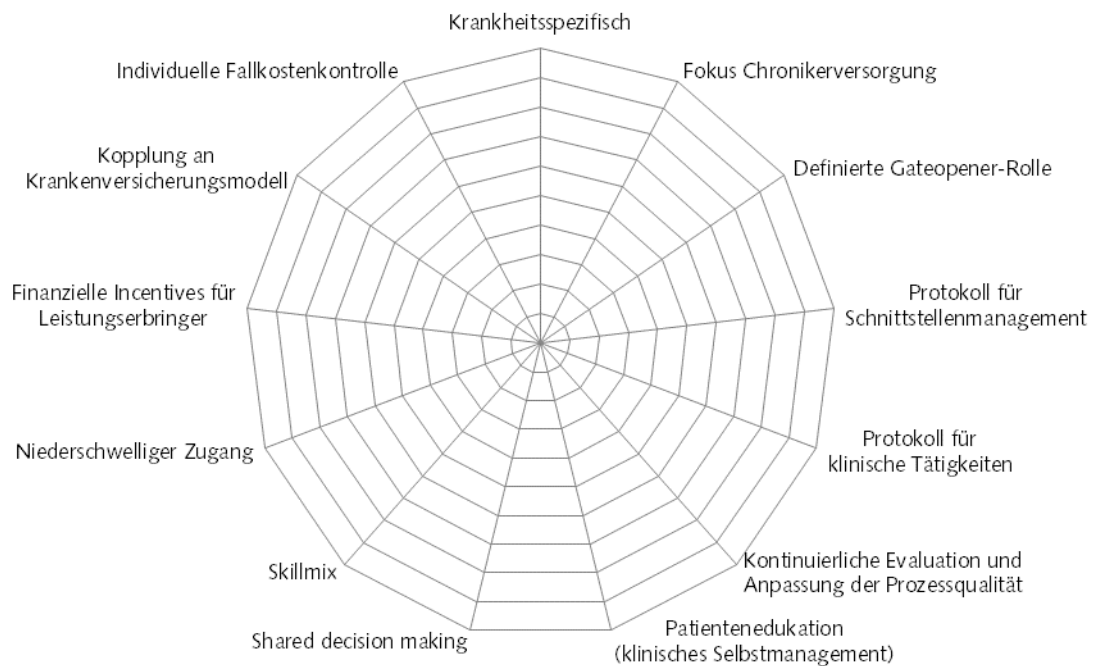 Krankheitsspezifisch
Fokus Chronikerversorgung
Definierte Gateopener-Rolle
Protokoll für
Schnittstellenmanagement
Protokoll für
klinische Tätigkeiten
Kontinuierliche Evaluation und
Anpassung der Prozessqualität
Patientenedukation
(klinisches Selbstmanagement)
Shared decision making
Skillmix
Niederschwelliger Zugang
Finanzielle Incentives für
Leistungserbringer
Kopplung an
Krankenversicherungsmodell
Individuelle Fallkostenkontrolle